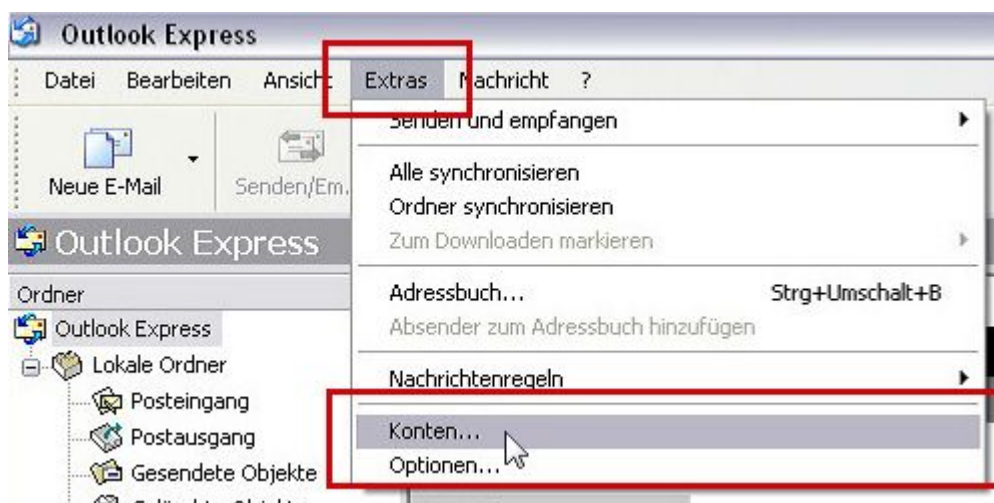 Outlook Express
Datei Bearbeiten Ansicht Extras Nachricht ?
Neue E-Mail Senden/Em.
Senden und empfangen
Alle synchronisieren
Ordner synchronisieren
Zum Downloaden markieren
Adressbuch... Strg+Umschalt+B
Absender zum Adressbuch hinzufügen
Nachrichtenregeln
Konten...
Optionen...
Outlook Express
Ordner
Outlook Express
Lokale Ordner
Posteingang
Postausgang
Gesendete Objekte